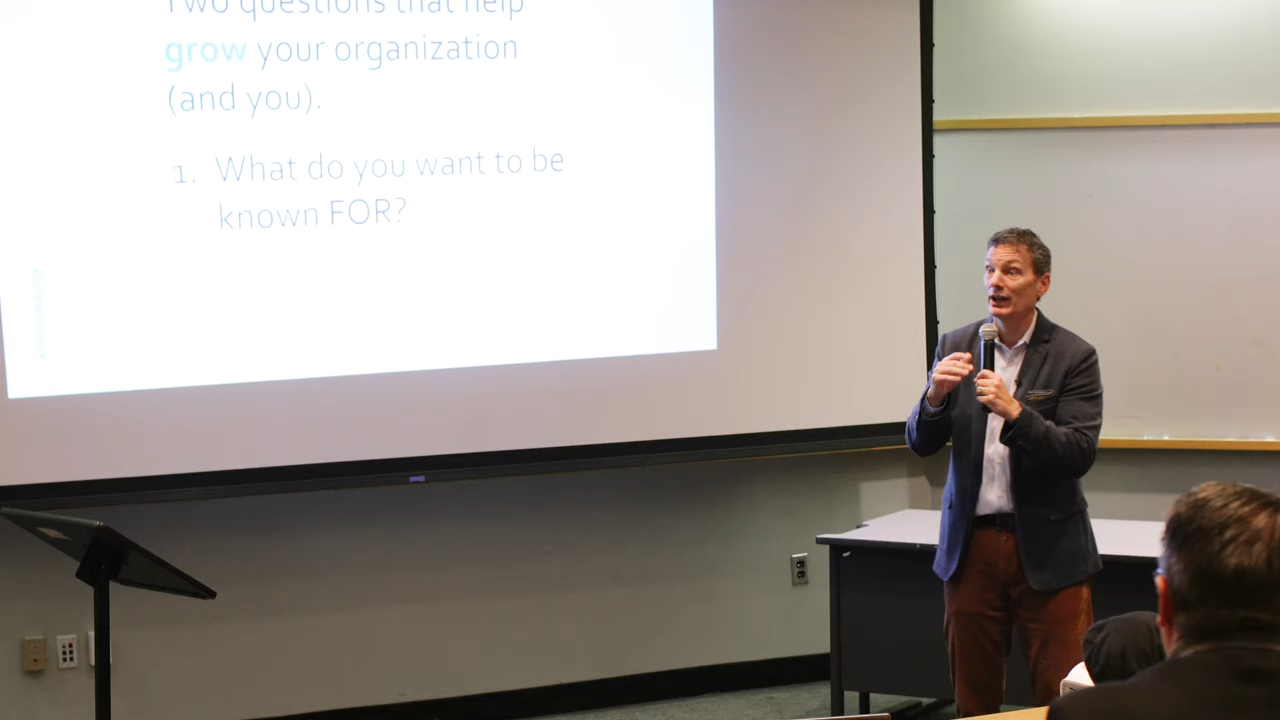 Two questions that help
grow your organization
(and you).
1. What do you want to be
known FOR?